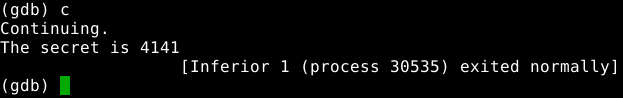 (gdb) c
Continuing.
The secret is 4141
[Inferior 1 (process 30535) exited normally]
(gdb)